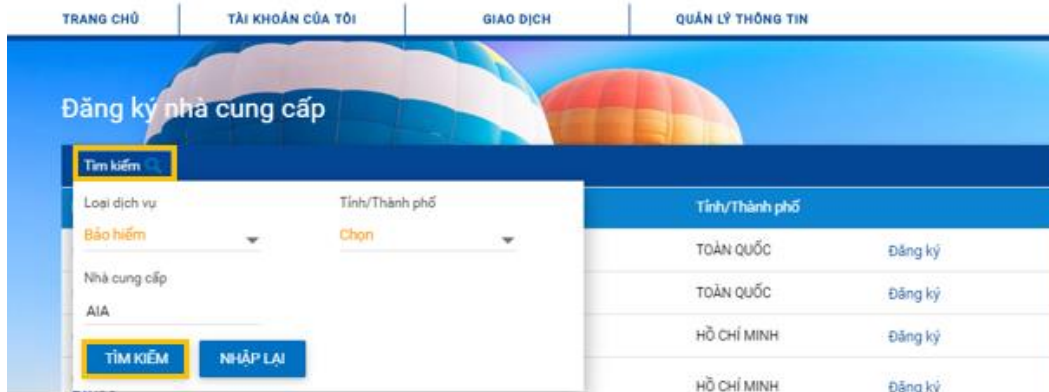 TRANG CHỦ TÀI KHOẢN CỦA TÔI GIAO DỊCH QUẢN LÝ THÔNG TIN
Đăng ký nhà cung cấp
Tìm kiếm
Loại dịch vụ Tỉnh/Thành phố Tỉnh/Thành phố
Bảo hiểm Chọn
TOÀN QUỐC Đăng ký
Nhà cung cấp
TOÀN QUỐC Đăng ký
AIA
HỒ CHÍ MINH Đăng ký
TÌM KIẾM NHẬP LẠI
HỒ CHÍ MINH Đăng ký